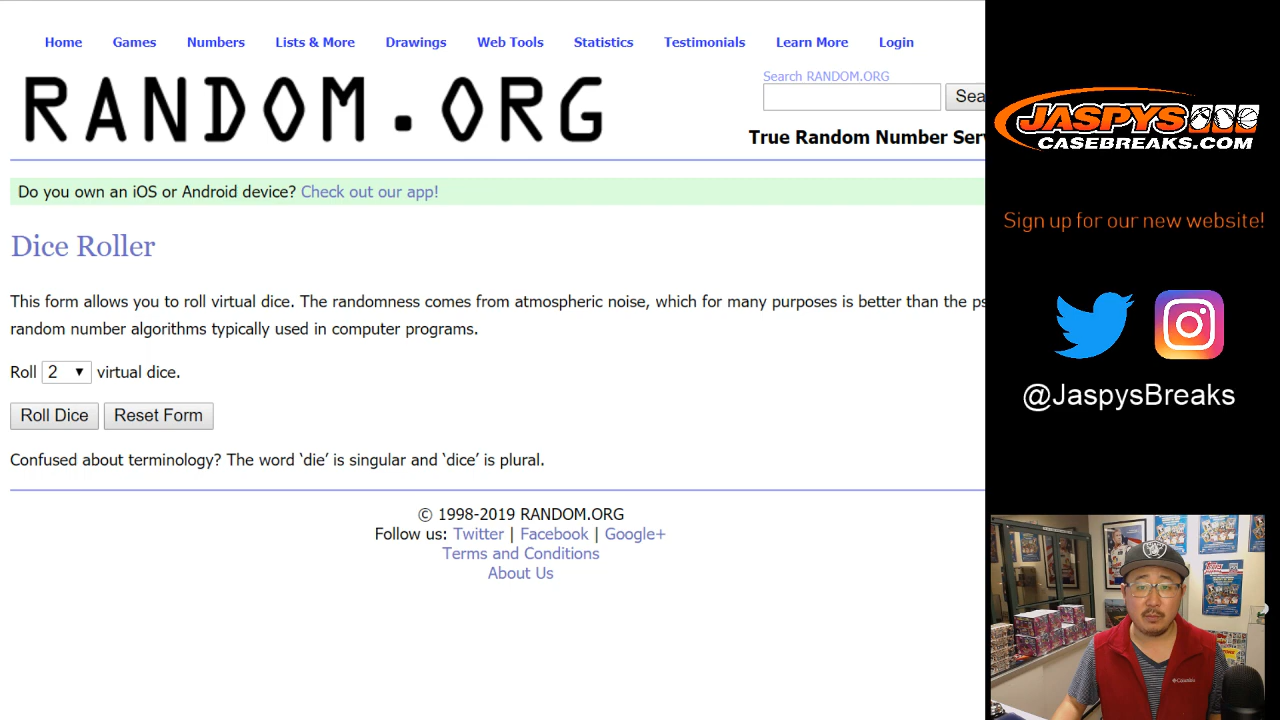 Home Games Numbers Lists & More Drawings Web Tools Statistics Testimonials Learn More Login
RANDOM.ORG
Search RANDOM.ORG
Sea
True Random Number Serv
Do you own an iOS or Android device? Check out our app!
Dice Roller
This form allows you to roll virtual dice. The randomness comes from atmospheric noise, which for many purposes is better than the ps
random number algorithms typically used in computer programs.
Roll 2 virtual dice.
Roll Dice Reset Form
Confused about terminology? The word ‘die’ is singular and ‘dice’ is plural.
© 1998-2019 RANDOM.ORG
Follow us: Twitter | Facebook | Google+
Terms and Conditions
About Us
JASPYS
CASEBREAKS.COM
Sign up for our new website!
@JaspysBreaks
Columbia